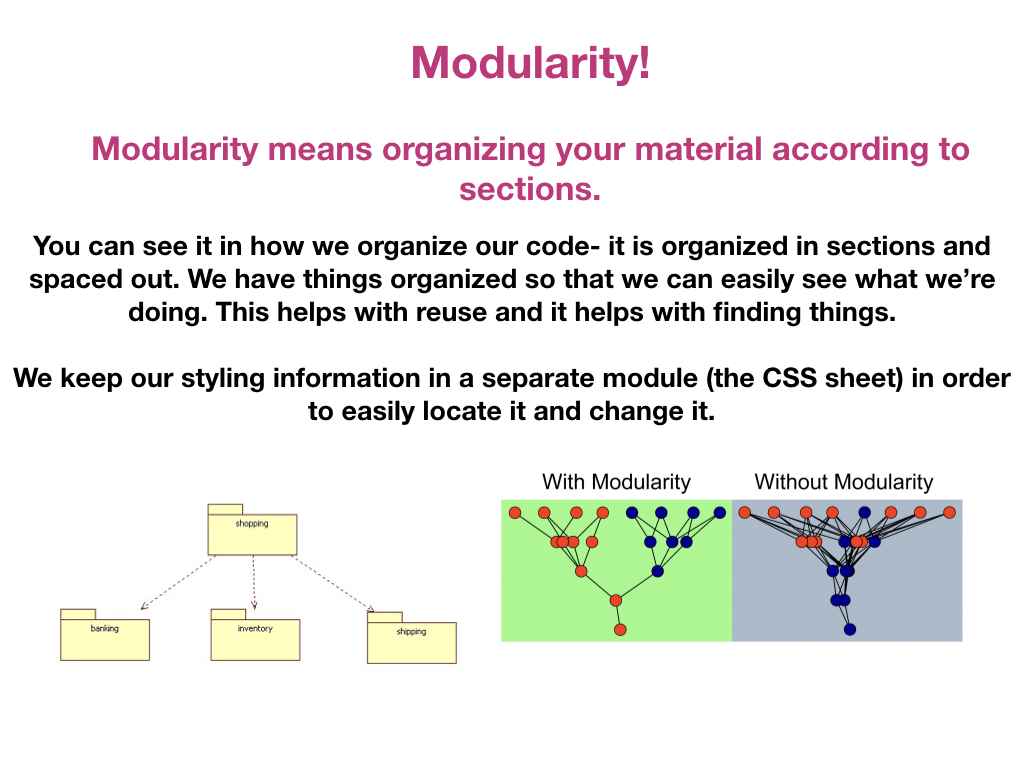 Modularity!
Modularity means organizing your material according to
sections.
You can see it in how we organize our code- it is organized in sections and
spaced out. We have things organized so that we can easily see what we’re
doing. This helps with reuse and it helps with finding things.
We keep our styling information in a separate module (the CSS sheet) in order
to easily locate it and change it.
shopping
banking
inventory
shipping
With Modularity
Without Modularity